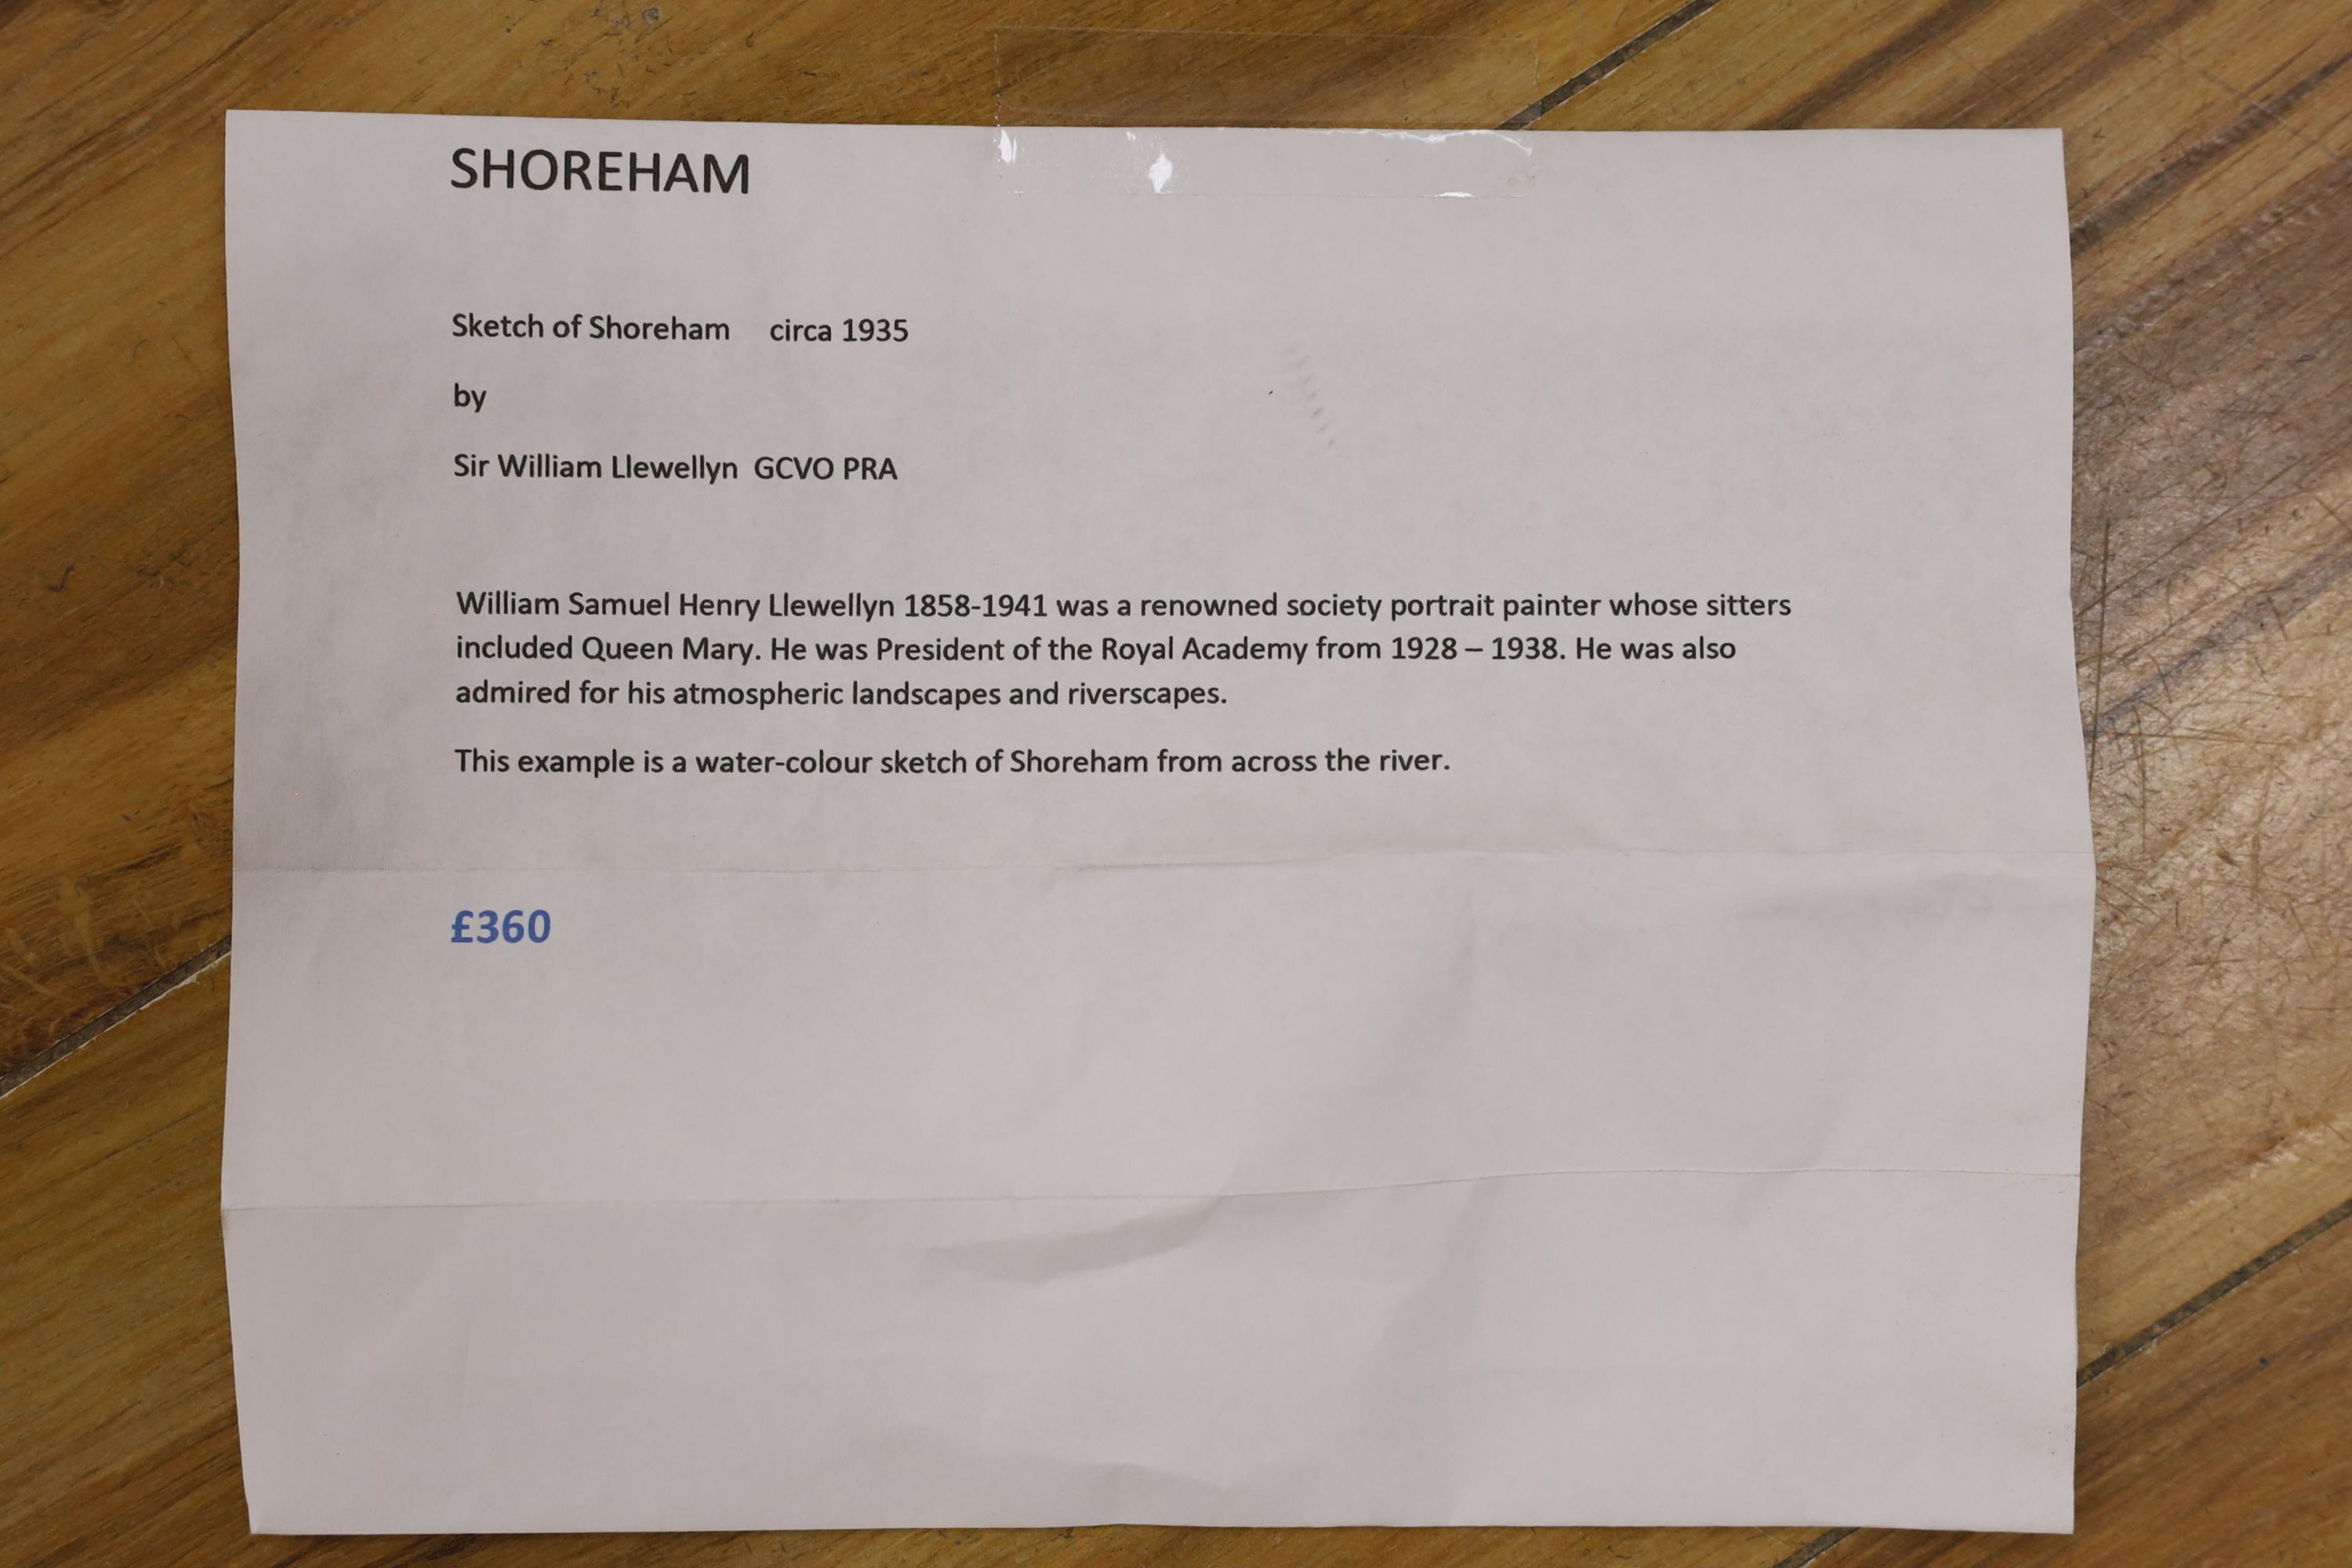 SHOREHAM
Sketch of Shoreham circa 1935
by
Sir William Llewellyn GCVO PRA
William Samuel Henry Llewellyn 1858-1941 was a renowned society portrait painter whose sitters
included Queen Mary. He was President of the Royal Academy from 1928 – 1938. He was also
admired for his atmospheric landscapes and riverscapes.
This example is a water-colour sketch of Shoreham from across the river.
£360